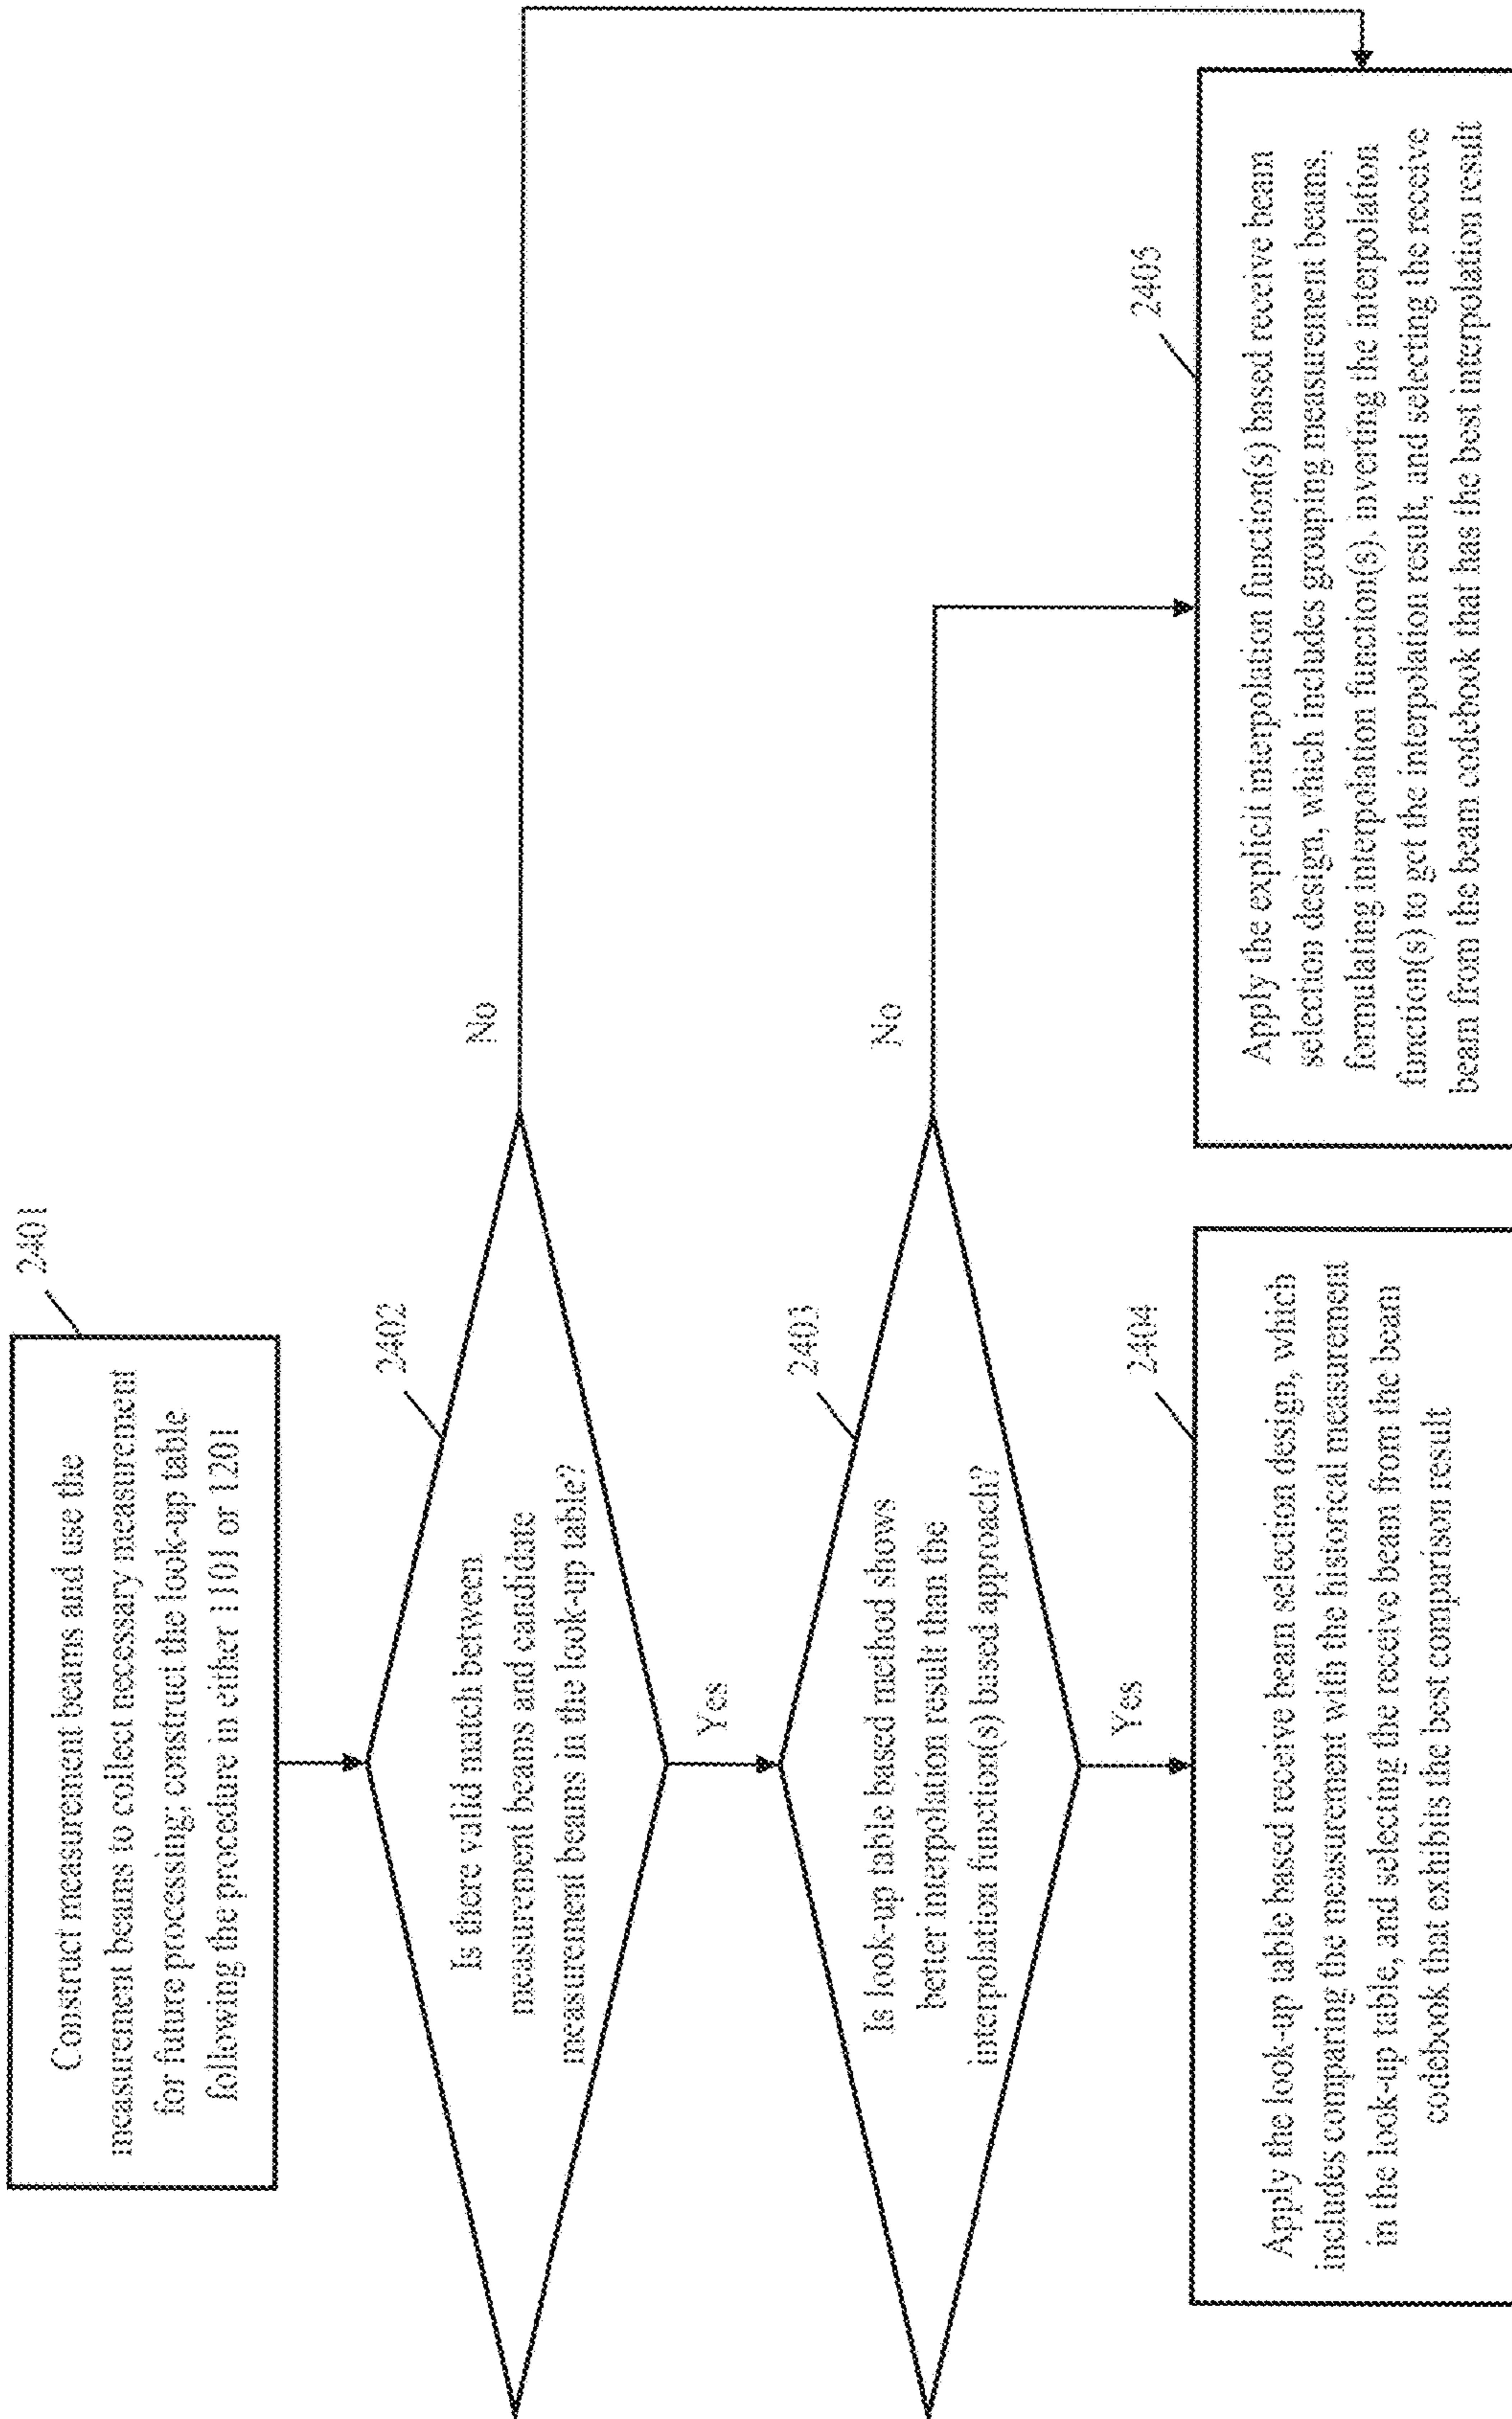 2401
Construct measurement beams and use the
measurement beams to collect necessary measurement
for future processing; construct the look-up table
following the procedure in either 1101 or 1201
2402
Is there valid match between
measurement beams and candidate
measurement beams in the look-up table?
No
Yes
2403
Is look-up table based method shows
better interpolation result than the
interpolation function(s) based approach?
No
Yes
2404
Apply the look-up table based receive beam selection design, which
includes comparing the measurement with the historical measurement
in the look-up table, and selecting the receive beam from the beam
codebook that exhibits the best comparison result
2405
Apply the explicit interpolation function(s) based receive beam
selection design, which includes grouping measurement beams,
formulating interpolation function(s), inverting the interpolation
function(s) to get the interpolation result, and selecting the receive
beam from the beam codebook that has the best interpolation result